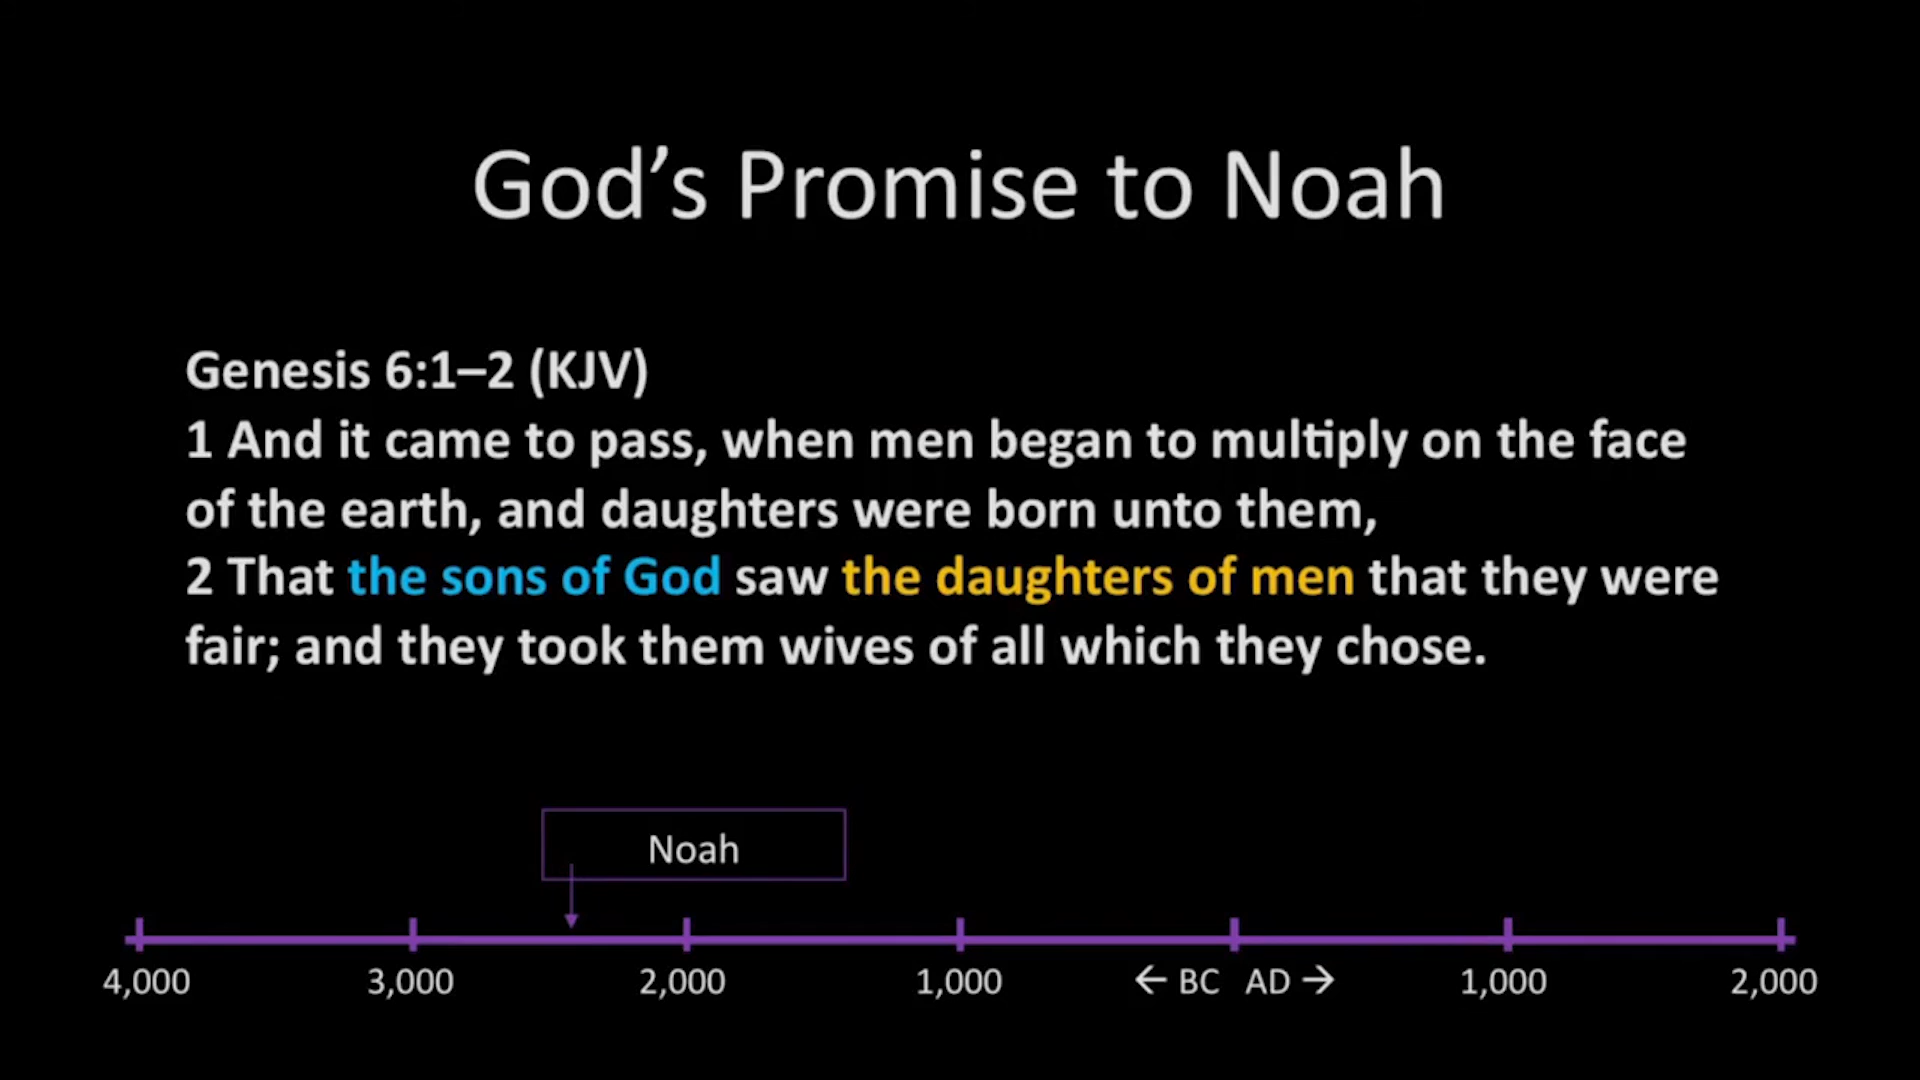 God’s Promise to Noah
Genesis 6:1–2 (KJV)
1 And it came to pass, when men began to multiply on the face
of the earth, and daughters were born unto them,
2 That the sons of God saw the daughters of men that they were
fair; and they took them wives of all which they chose.
Noah
4,000 3,000 2,000 1,000 ← BC AD → 1,000 2,000